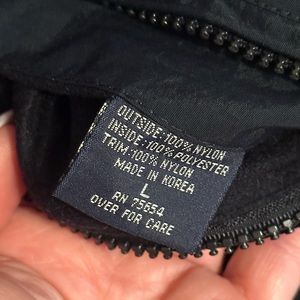 OUTSIDE:100% NYLON
INSIDE:100% POLYESTER
TRIM:100% NYLON
MADE IN KOREA
L
RN 75654
OVER FOR CARE